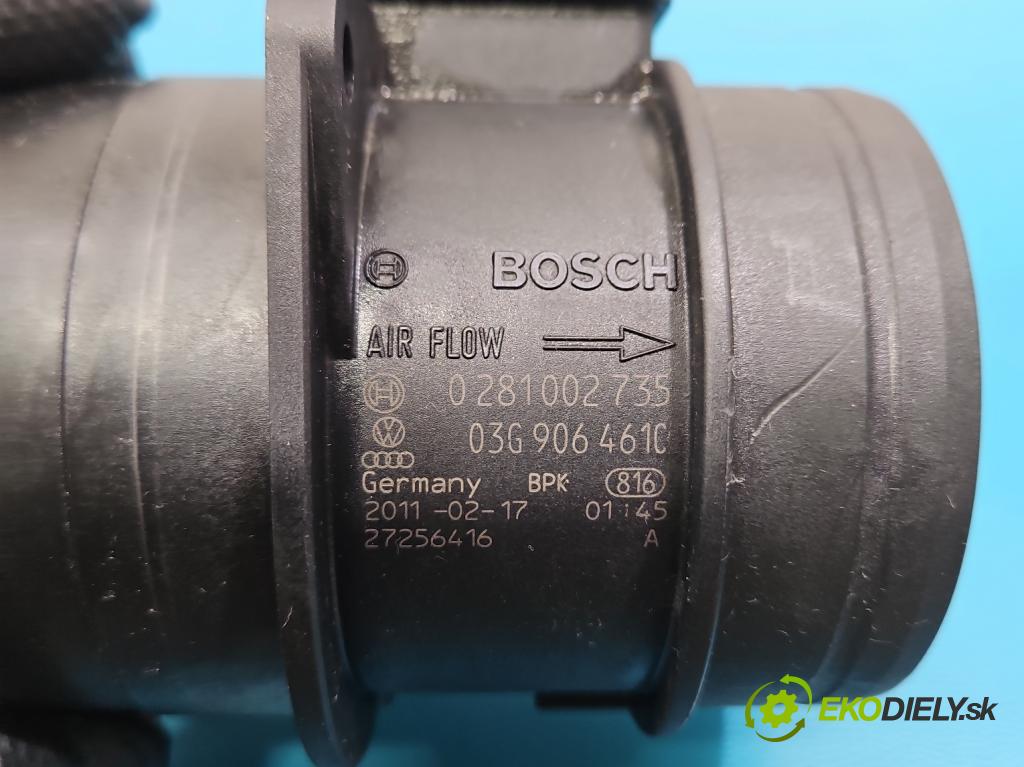 BOSCH
AIR FLOW
0 281 002 735
03G 906 461C
Germany BPK 816
2011-02-17 01:45
27256416 A
EKODIELY.sk